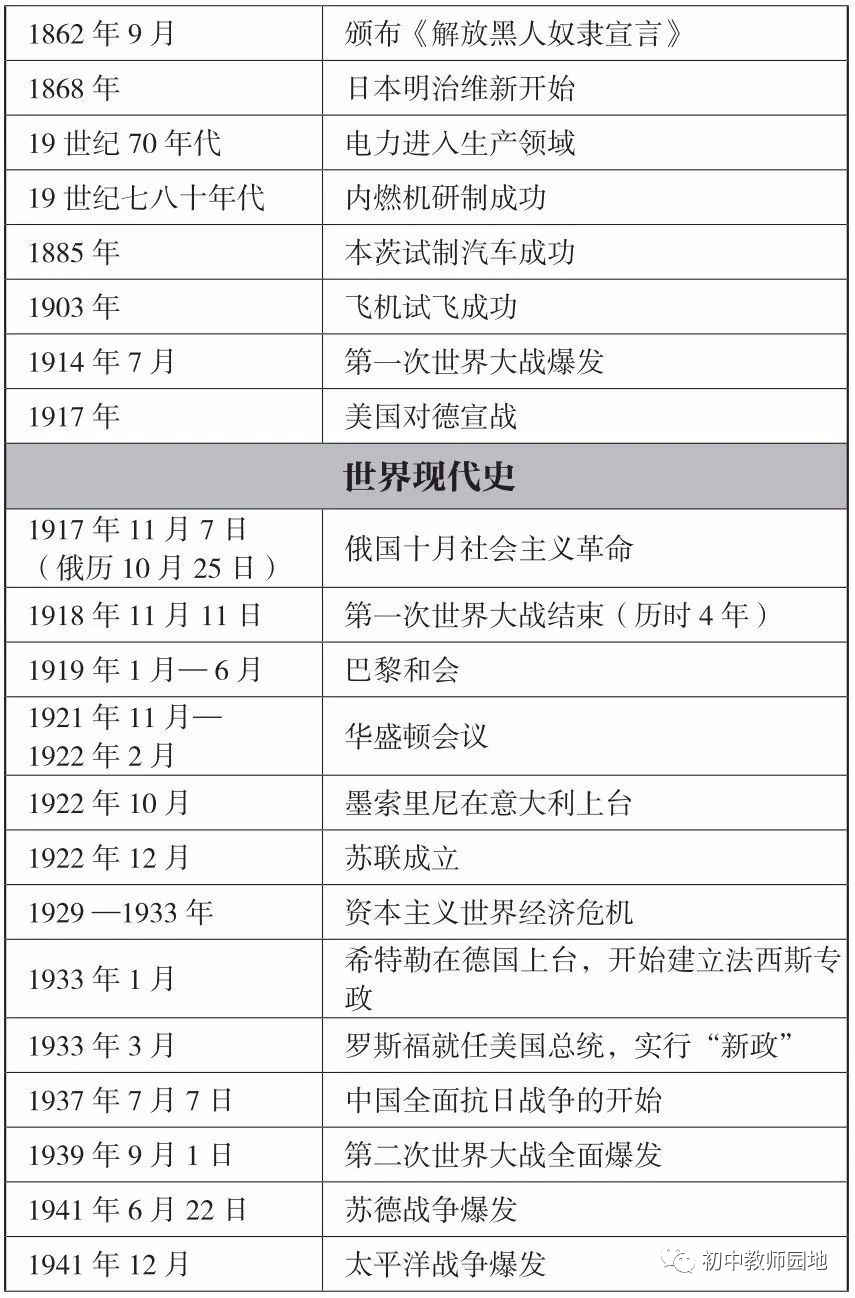 1862 年 9 月 颁布《解放黑人奴隶宣言》
1868 年 日本明治维新开始
19 世纪 70 年代 电力进入生产领域
19 世纪七八十年代 内燃机研制成功
1885 年 本茨试制汽车成功
1903 年 飞机试飞成功
1914 年 7 月 第一次世界大战爆发
1917 年 美国对德宣战
世界现代史
1917 年 11 月 7 日
（俄历 10 月 25 日） 俄国十月社会主义革命
1918 年 11 月 11 日 第一次世界大战结束（历时 4 年）
1919 年 1 月— 6 月 巴黎和会
1921 年 11 月—
1922 年 2 月 华盛顿会议
1922 年 10 月 墨索里尼在意大利上台
1922 年 12 月 苏联成立
1929 —1933 年 资本主义世界经济危机
1933 年 1 月 希特勒在德国上台，开始建立法西斯专
政
1933 年 3 月 罗斯福就任美国总统，实行“新政”
1937 年 7 月 7 日 中国全面抗日战争的开始
1939 年 9 月 1 日 第二次世界大战全面爆发
1941 年 6 月 22 日 苏德战争爆发
1941 年 12 月 太平洋战争爆发
初中教师园地